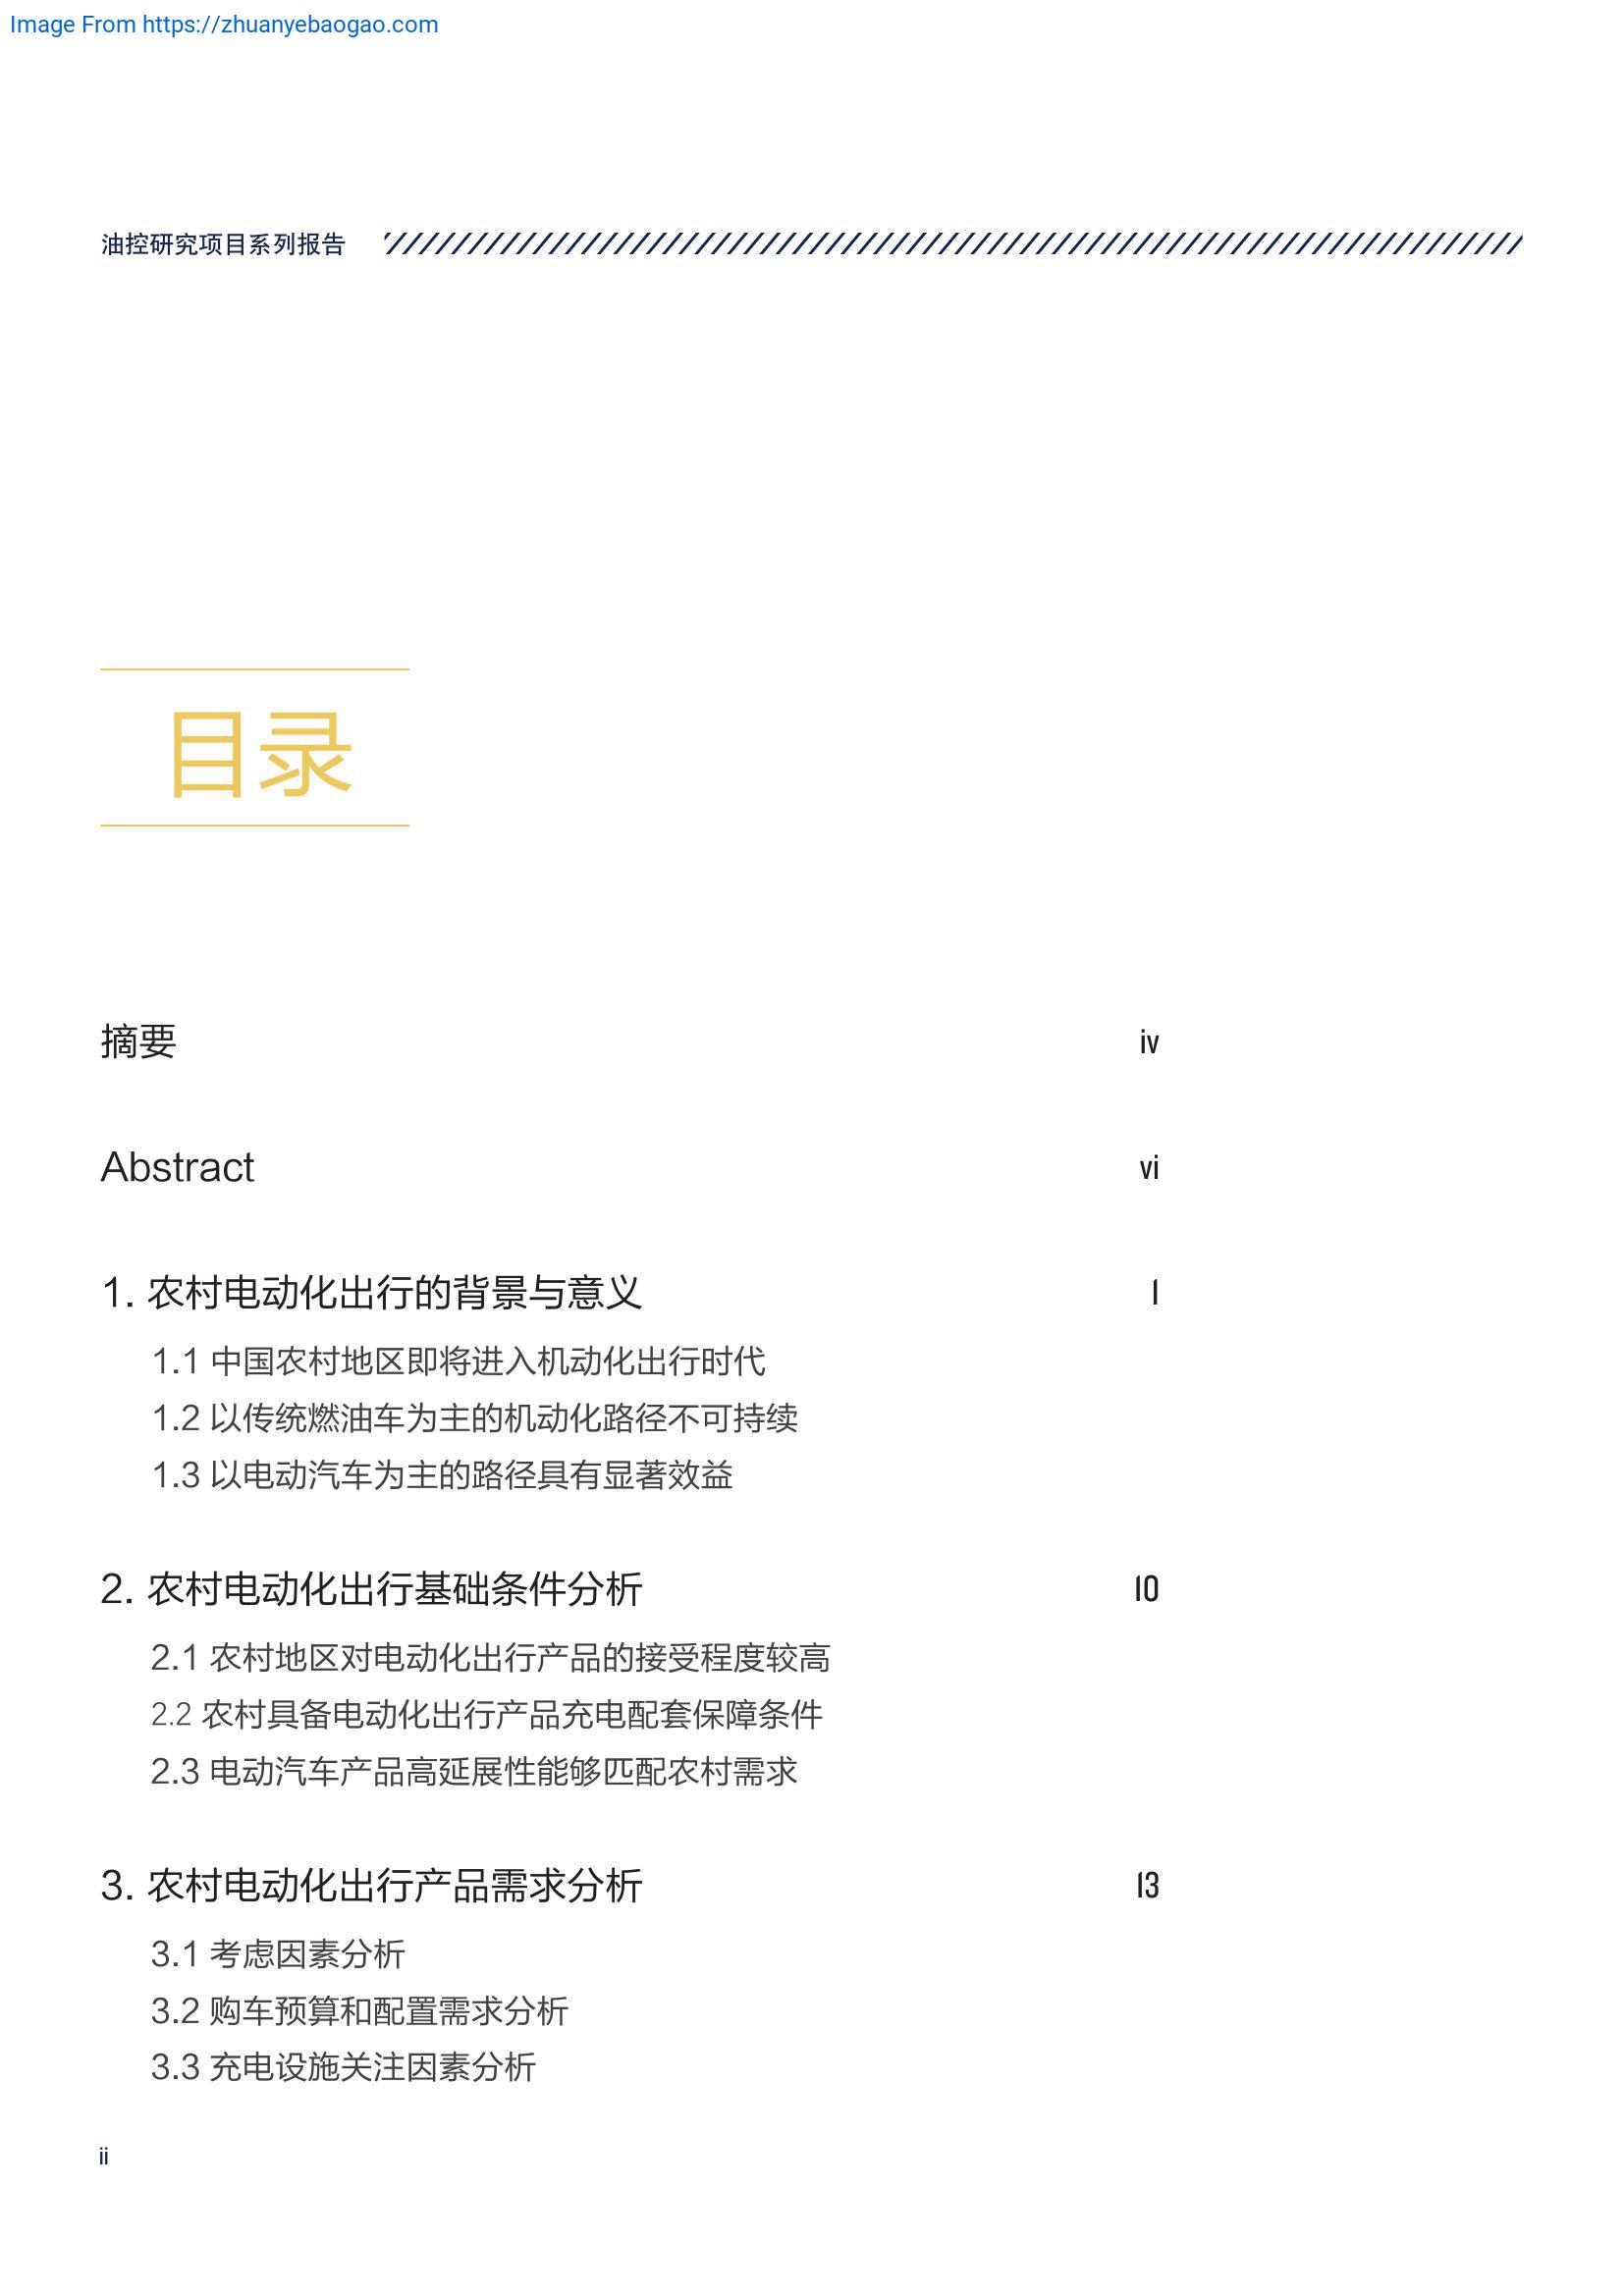 Image From https://zhuanyebaogao.com
油控研究项目系列报告
目录
摘要 iv
Abstract vi
1. 农村电动化出行的背景与意义 1
1.1 中国农村地区即将进入机动化出行时代
1.2 以传统燃油车为主的机动化路径不可持续
1.3 以电动汽车为主的路径具有显著效益
2. 农村电动化出行基础条件分析 10
2.1 农村地区对电动化出行产品的接受程度较高
2.2 农村具备电动化出行产品充电配套保障条件
2.3 电动汽车产品高延展性能够匹配农村需求
3. 农村电动化出行产品需求分析 13
3.1 考虑因素分析
3.2 购车预算和配置需求分析
3.3 充电设施关注因素分析
ii